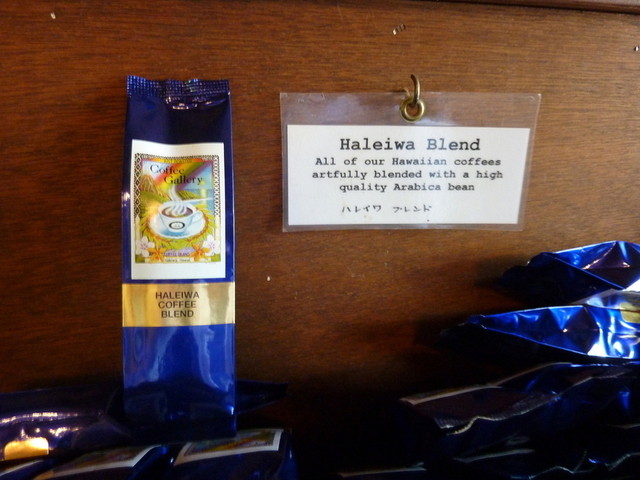 Coffee
Gallery
HALEIWA
COFFEE
BLEND
Haleiwa Blend
All of our Hawaiian coffees
artfully blended with a high
quality Arabica bean
ハレイワ ブレンド